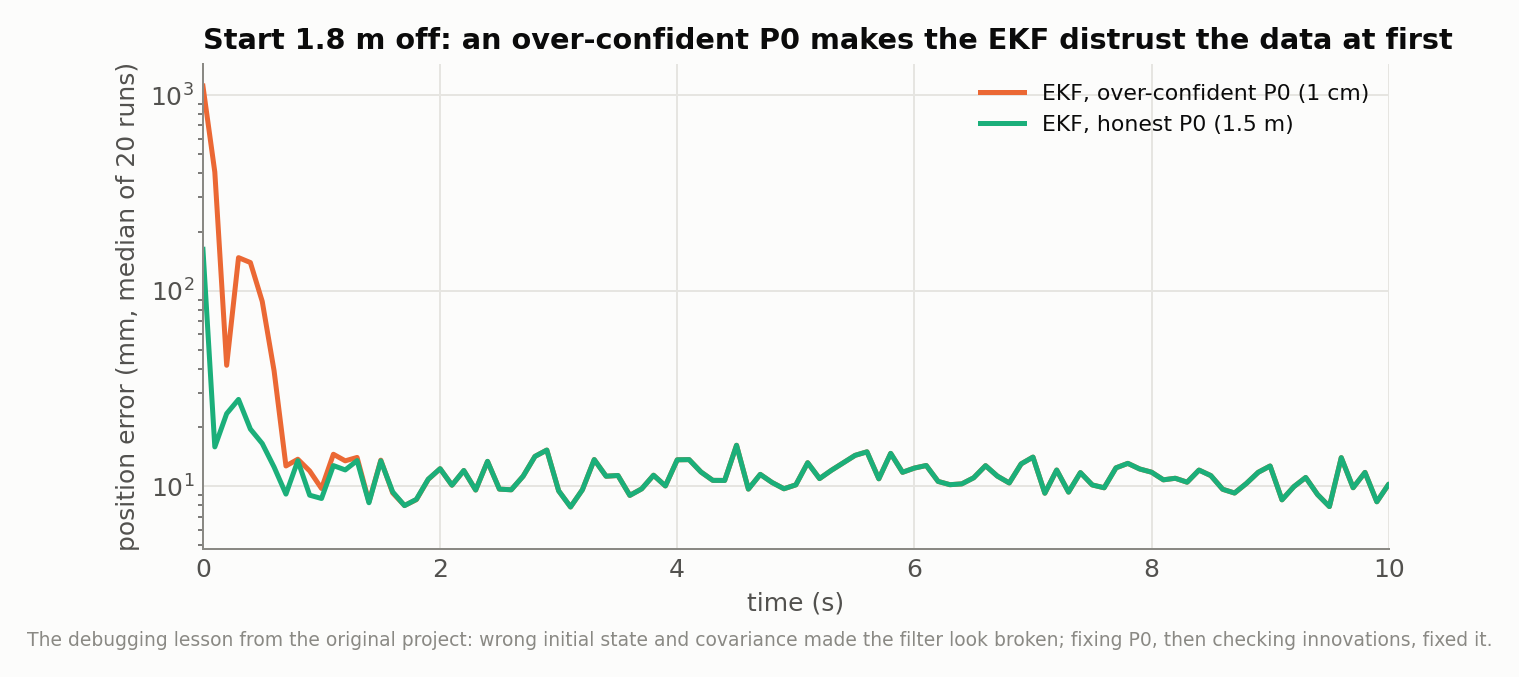 Start 1.8 m off: an over-confident P0 makes the EKF distrust the data at first
EKF, over-confident P0 (1 cm)
EKF, honest P0 (1.5 m)
position error (mm, median of 20 runs)
10³
10²
10¹
0 2 4 6 8 10
time (s)
The debugging lesson from the original project: wrong initial state and covariance made the filter look broken; fixing P0, then checking innovations, fixed it.